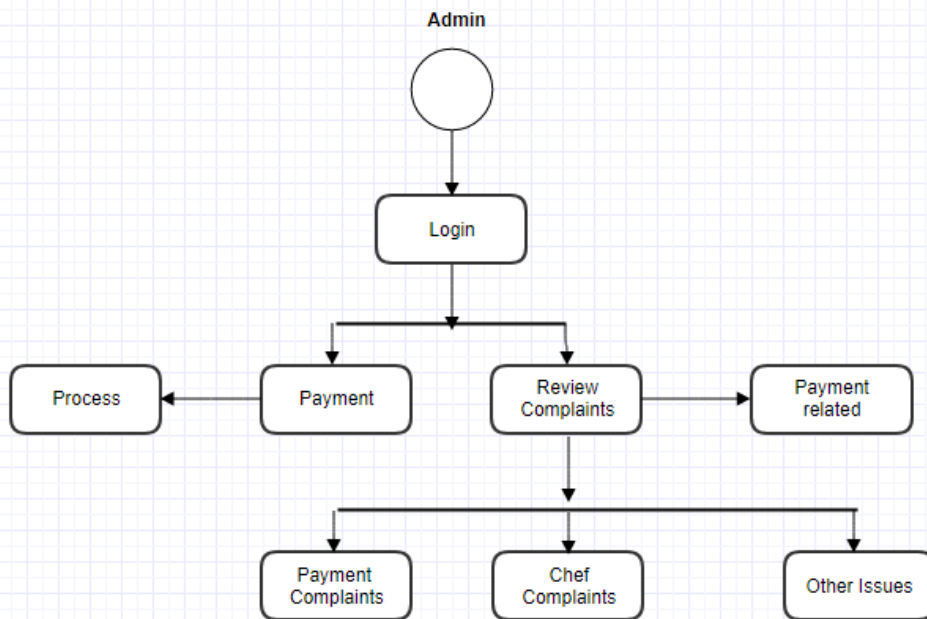 Admin
Login
Process
Payment
Review
Complaints
Payment
related
Payment
Complaints
Chef
Complaints
Other Issues